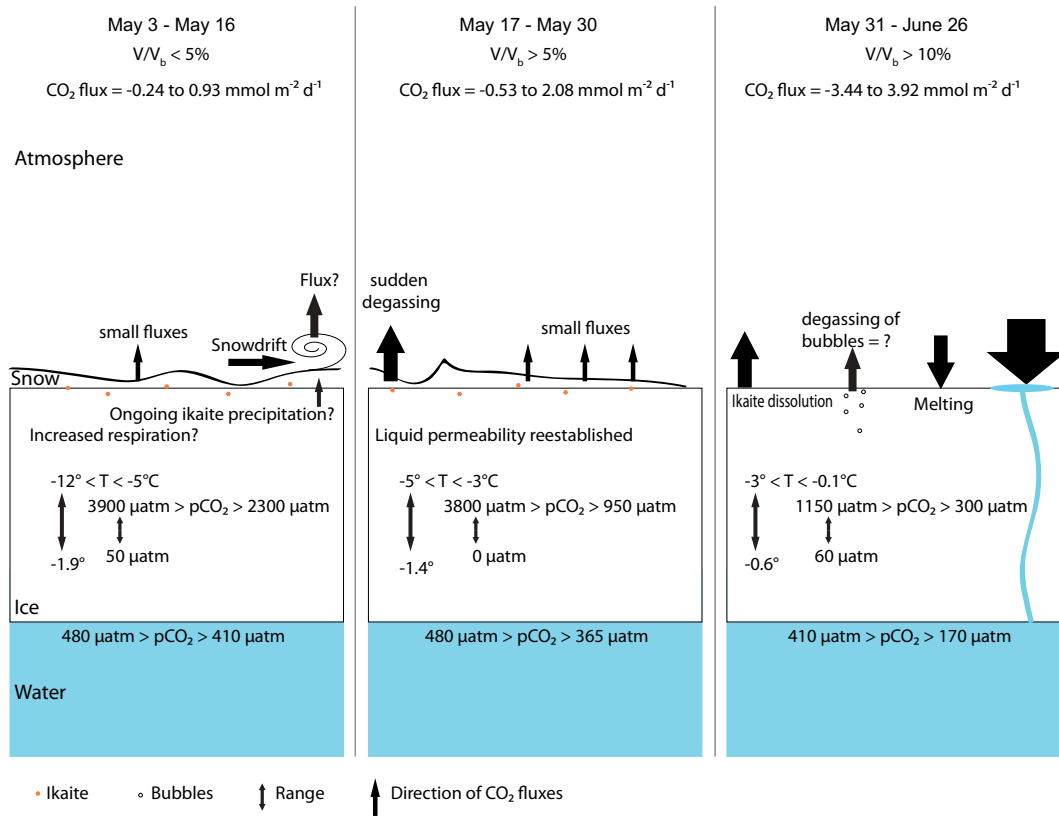 May 3 - May 16
V/V_b < 5%
CO₂ flux = -0.24 to 0.93 mmol m⁻² d⁻¹
Atmosphere
Flux?
small fluxes
Snowdrift
Snow
Ongoing ikaite precipitation?
Increased respiration?
-12° < T < -5°C
3900 µatm > pCO₂ > 2300 µatm
50 µatm
-1.9°
Ice
480 µatm > pCO₂ > 410 µatm
Water
May 17 - May 30
V/V_b > 5%
CO₂ flux = -0.53 to 2.08 mmol m⁻² d⁻¹
sudden
degassing
small fluxes
Liquid permeability reestablished
-5° < T < -3°C
3800 µatm > pCO₂ > 950 µatm
0 µatm
-1.4°
480 µatm > pCO₂ > 365 µatm
May 31 - June 26
V/V_b > 10%
CO₂ flux = -3.44 to 3.92 mmol m⁻² d⁻¹
degassing of
bubbles = ?
Ikaite dissolution
Melting
-3° < T < -0.1°C
1150 µatm > pCO₂ > 300 µatm
60 µatm
-0.6°
410 µatm > pCO₂ > 170 µatm
Ikaite
Bubbles
Range
Direction of CO₂ fluxes